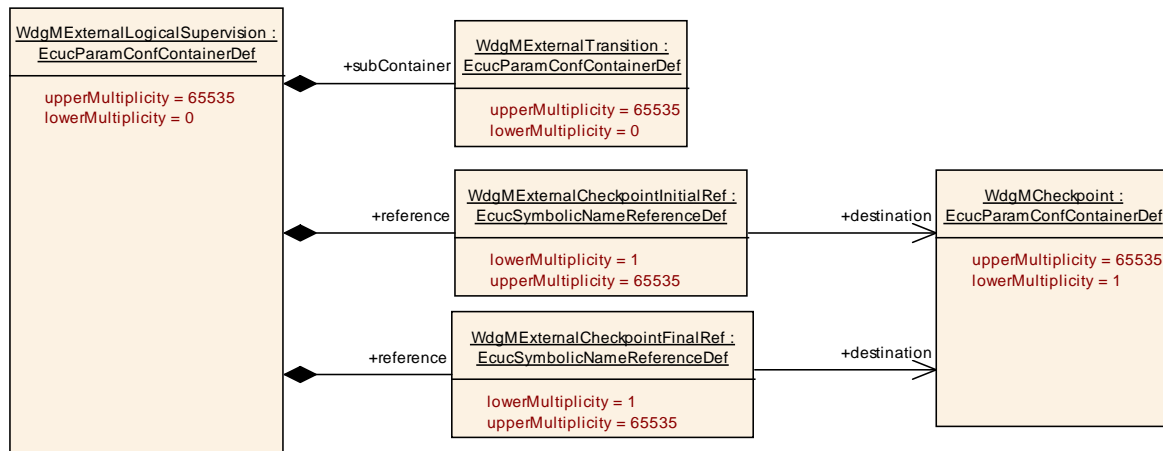 WdgMExternalLogicalSupervision :
EcucParamConfContainerDef
upperMultiplicity = 65535
lowerMultiplicity = 0
+subContainer
WdgMExternalTransition :
EcucParamConfContainerDef
upperMultiplicity = 65535
lowerMultiplicity = 0
+reference
WdgMExternalCheckpointInitialRef :
EcucSymbolicNameReferenceDef
lowerMultiplicity = 1
upperMultiplicity = 65535
+destination
WdgMCheckpoint :
EcucParamConfContainerDef
upperMultiplicity = 65535
lowerMultiplicity = 1
+reference
WdgMExternalCheckpointFinalRef :
EcucSymbolicNameReferenceDef
lowerMultiplicity = 1
upperMultiplicity = 65535
+destination